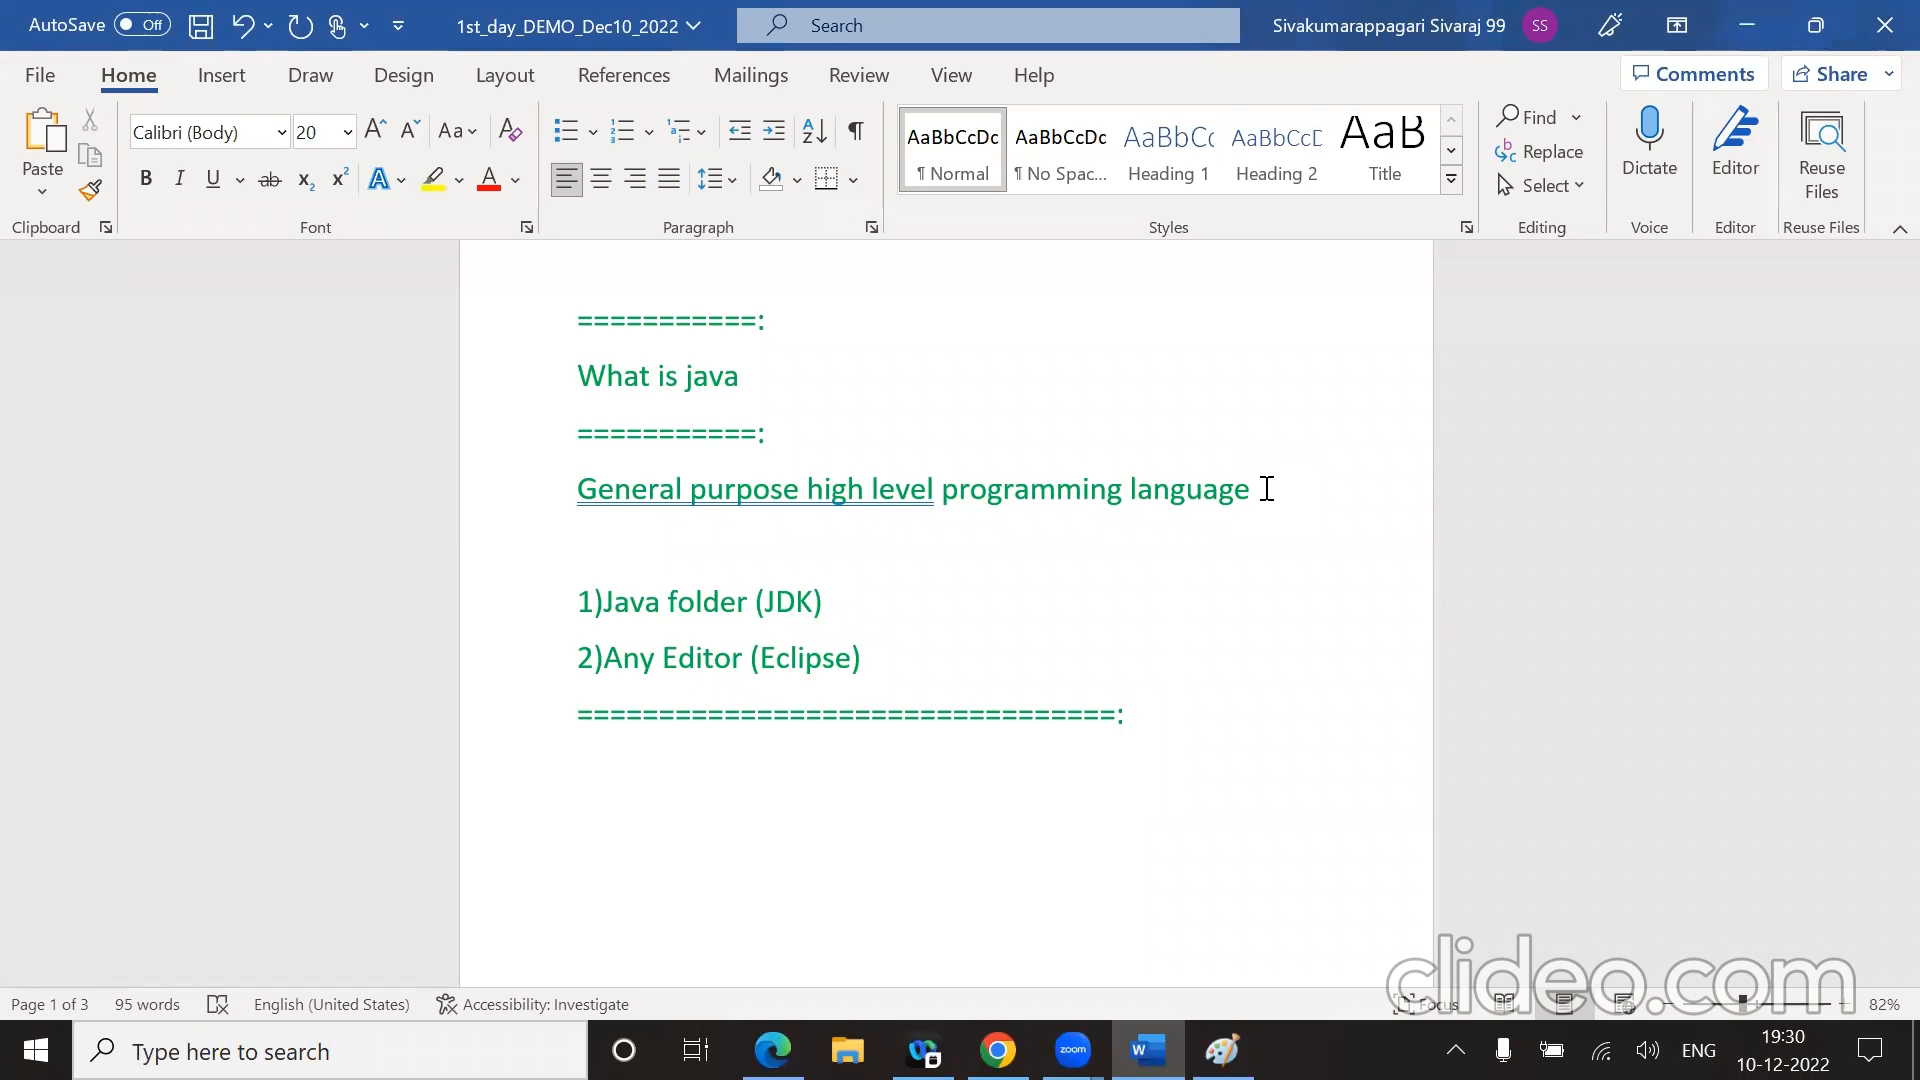 AutoSave Off 1st_day_DEMO_Dec10_2022 Search Sivakumarappagari Sivaraj 99 SS
File Home Insert Draw Design Layout References Mailings Review View Help Comments Share
Paste
Calibri (Body) 20 Aa
AaBbCcDc AaBbCcDc AaBbCc AaBbCcD AaB
¶ Normal ¶ No Spac... Heading 1 Heading 2 Title
Find
Replace
Select
Dictate Editor Reuse Files
Clipboard Font Paragraph Styles Editing Voice Editor Reuse Files
===========:
What is java
===========:
General purpose high level programming language
1)Java folder (JDK)
2)Any Editor (Eclipse)
=================================:
clideo.com
Page 1 of 3 95 words English (United States) Accessibility: Investigate Focus 82%
Type here to search zoom W ENG 19:30
10-12-2022